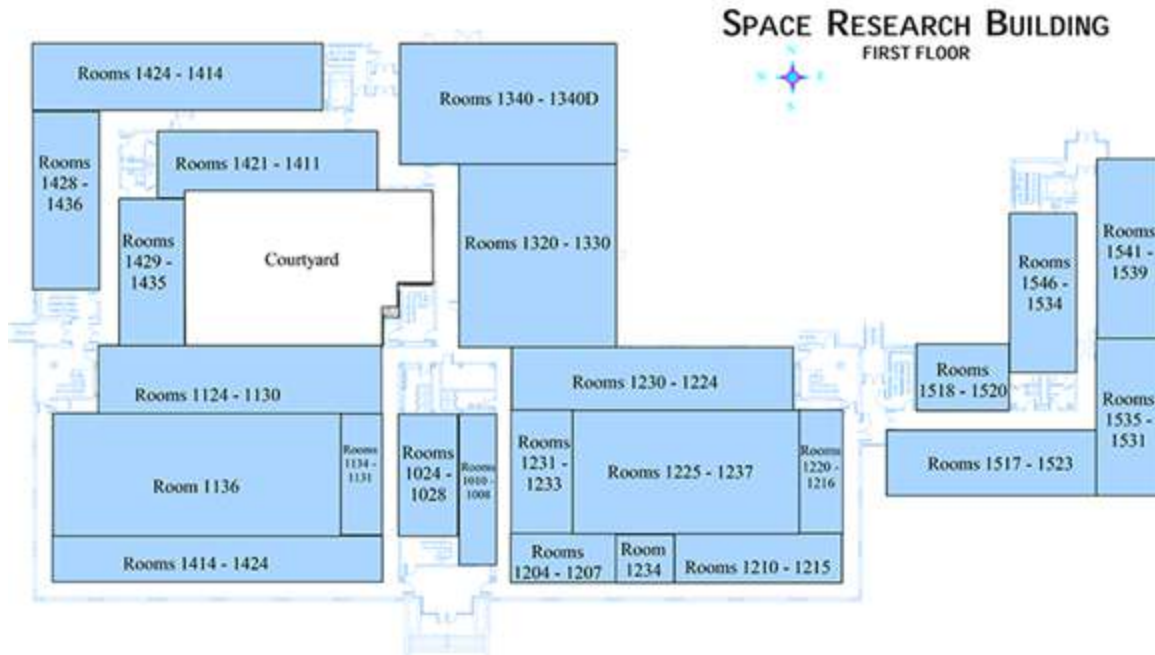 SPACE RESEARCH BUILDING
FIRST FLOOR
N
E
S
Rooms 1424 - 1414
Rooms 1340 - 1340D
Rooms
1428 -
1436
Rooms 1421 - 1411
Rooms
1429 -
1435
Courtyard
Rooms 1320 - 1330
Rooms
1546 -
1534
Rooms
1541 -
1539
Rooms 1124 - 1130
Rooms 1230 - 1224
Rooms
1518 - 1520
Rooms
1535 -
1531
Room 1136
Rooms
1134 -
1131
Rooms
1024 -
1028
Rooms
1010 -
1008
Rooms
1231 -
1233
Rooms 1225 - 1237
Rooms
1220 -
1216
Rooms 1517 - 1523
Rooms 1414 - 1424
Rooms
1204 - 1207
Room
1234
Rooms 1210 - 1215